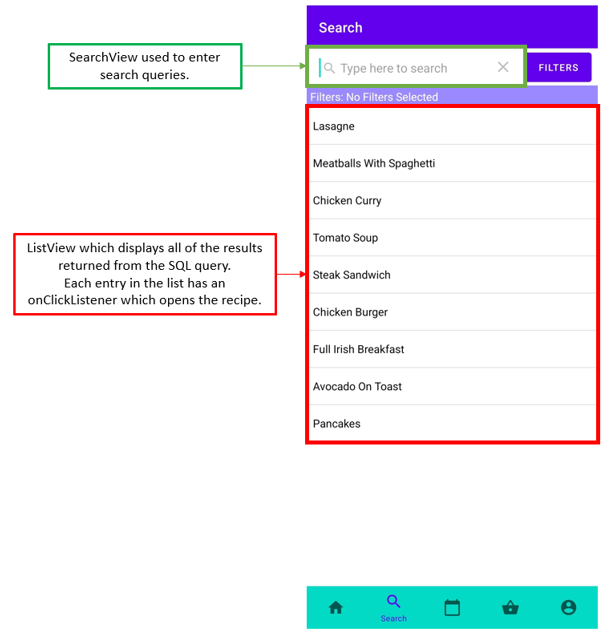 Search
SearchView used to enter
search queries.
Type here to search
FILTERS
Filters: No Filters Selected
Lasagne
Meatballs With Spaghetti
Chicken Curry
Tomato Soup
ListView which displays all of the results
returned from the SQL query.
Each entry in the list has an
onClickListener which opens the recipe.
Steak Sandwich
Chicken Burger
Full Irish Breakfast
Avocado On Toast
Pancakes
Search